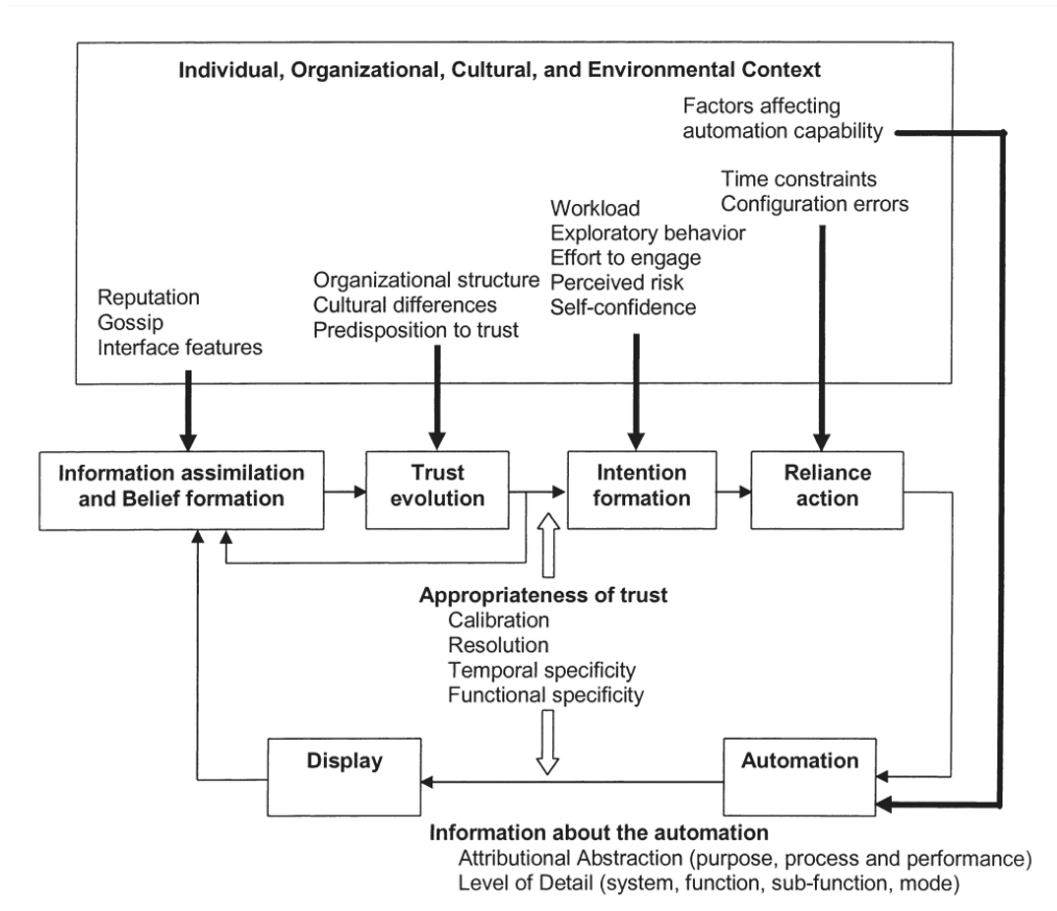 Individual, Organizational, Cultural, and Environmental Context
Factors affecting
automation capability
Time constraints
Configuration errors
Workload
Exploratory behavior
Effort to engage
Perceived risk
Self-confidence
Organizational structure
Cultural differences
Predisposition to trust
Reputation
Gossip
Interface features
Information assimilation
and Belief formation
Trust
evolution
Intention
formation
Reliance
action
Appropriateness of trust
Calibration
Resolution
Temporal specificity
Functional specificity
Display
Automation
Information about the automation
Attributional Abstraction (purpose, process and performance)
Level of Detail (system, function, sub-function, mode)